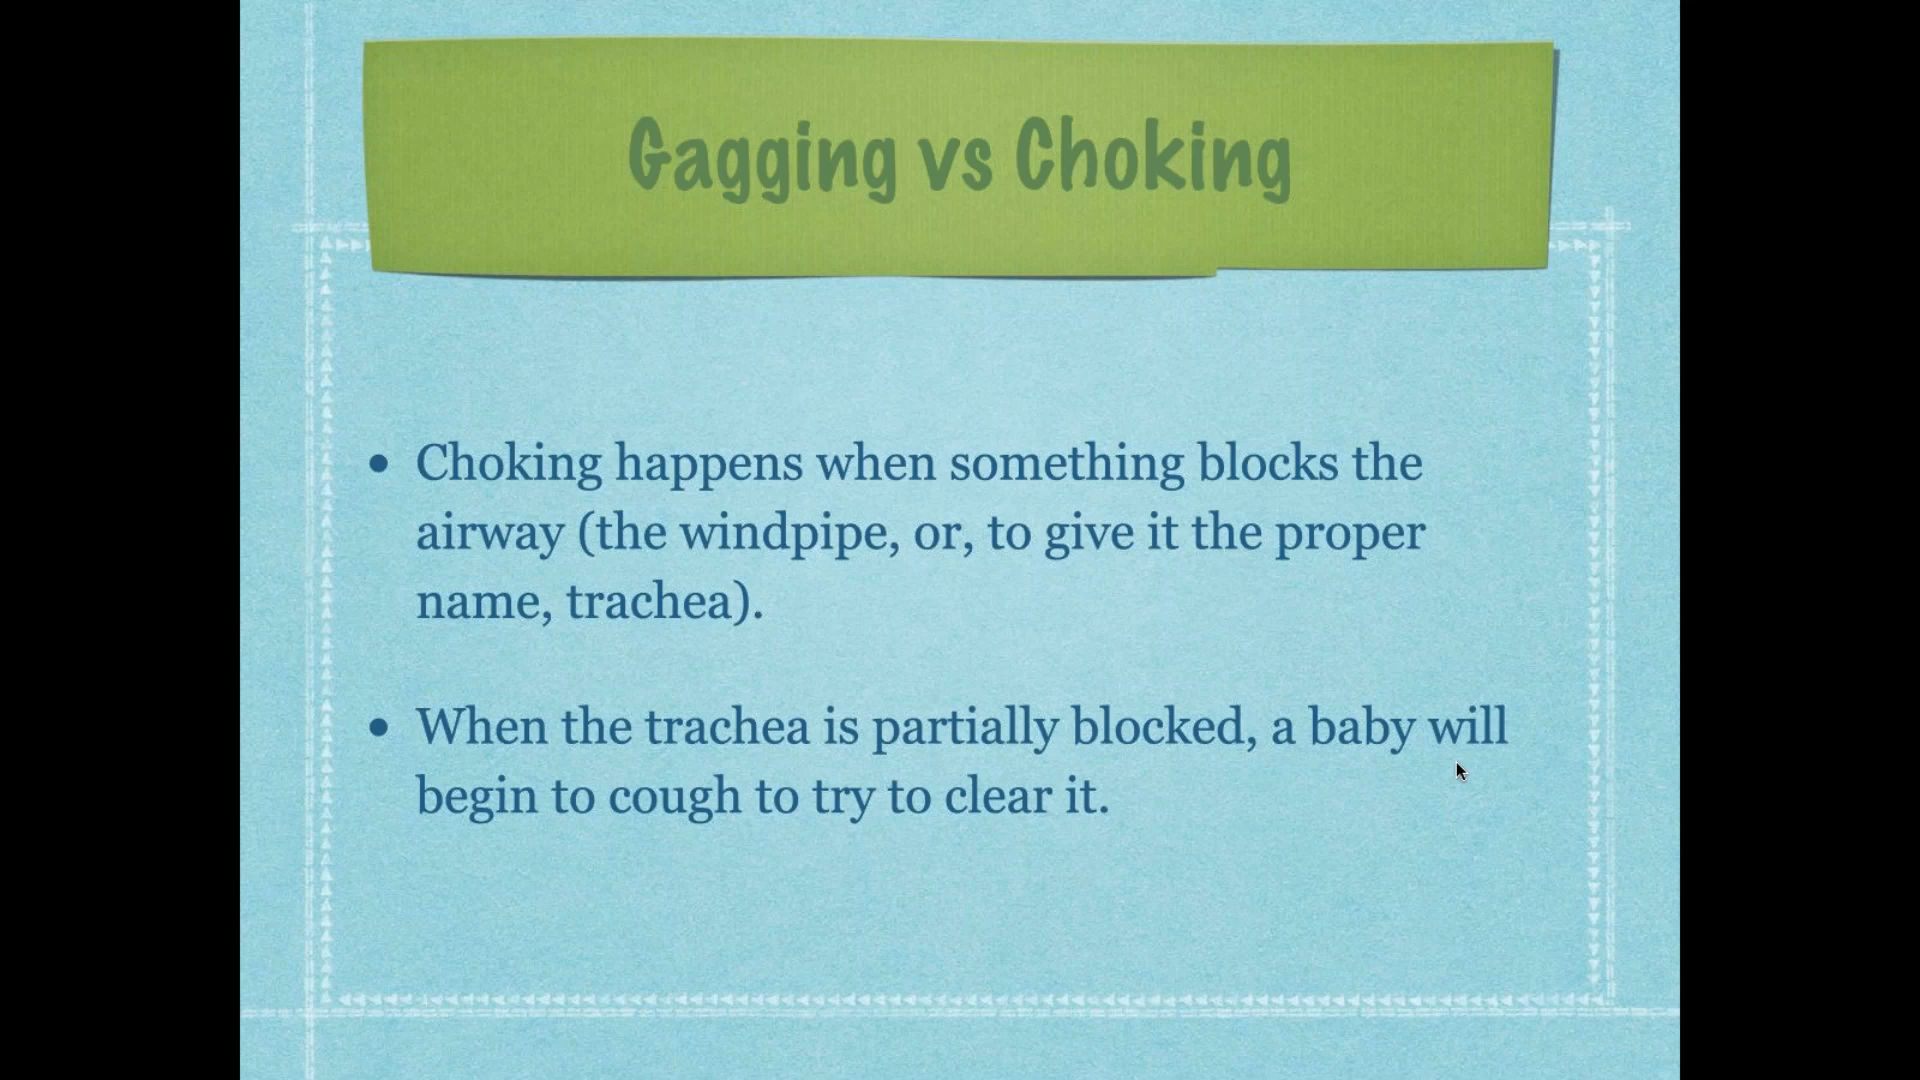 Gagging vs Choking
• Choking happens when something blocks the
airway (the windpipe, or, to give it the proper
name, trachea).
• When the trachea is partially blocked, a baby will
begin to cough to try to clear it.